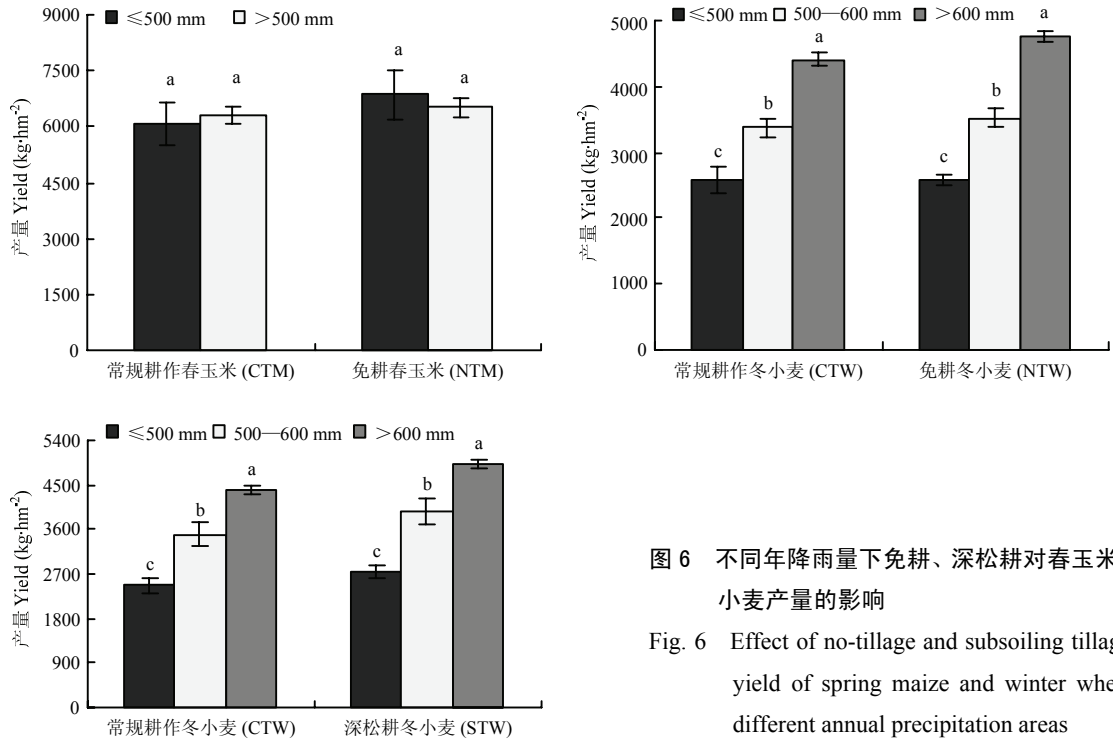 9000
≤500 mm >500 mm
7500
6000
4500
3000
1500
0
产量 Yield (kg·hm-2)
a a a a
常规耕作春玉米 (CTM) 免耕春玉米 (NTM)
≤500 mm 500—600 mm >600 mm
5000
4000
3000
2000
1000
0
产量 Yield (kg·hm-2)
c b a c b a
常规耕作冬小麦 (CTW) 免耕冬小麦 (NTW)
≤500 mm 500—600 mm >600 mm
5400
4500
3600
2700
1800
900
0
产量 Yield (kg·hm-2)
c b a c b a
常规耕作冬小麦 (CTW) 深松耕冬小麦 (STW)
图 6 不同年降雨量下免耕、深松耕对春玉米
小麦产量的影响
Fig. 6 Effect of no-tillage and subsoiling tillag
yield of spring maize and winter whe
different annual precipitation areas